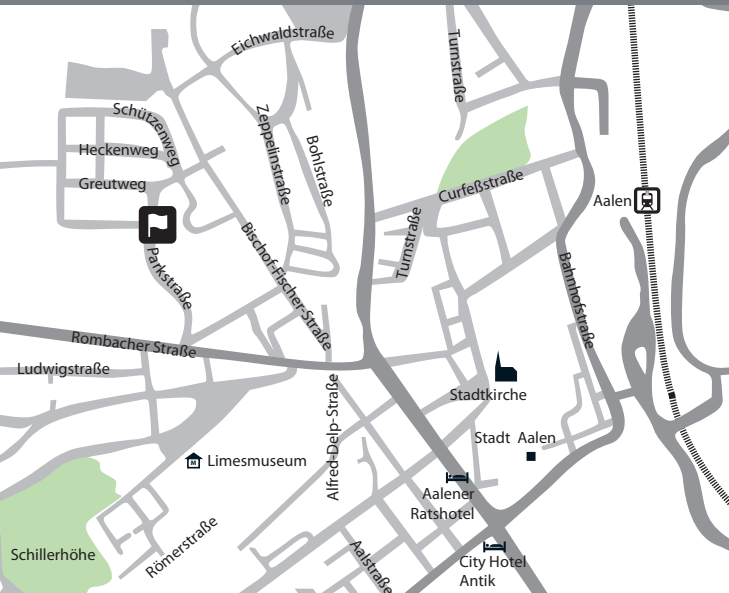 Eichwaldstraße
Turnstraße
Schützenweg
Zeppelinstraße
Bohlstraße
Heckenweg
Greutweg
Curfeßstraße
Aalen
Turnstraße
Parkstraße
Bischof-Fischer-Straße
Bahnhofstraße
Rombacher Straße
Ludwigstraße
Stadtkirche
Alfred-Delp-Straße
Stadt Aalen
M
Limesmuseum
Aalener
Ratshotel
Schillerhöhe
Römerstraße
Aalstraße
City Hotel
Antik